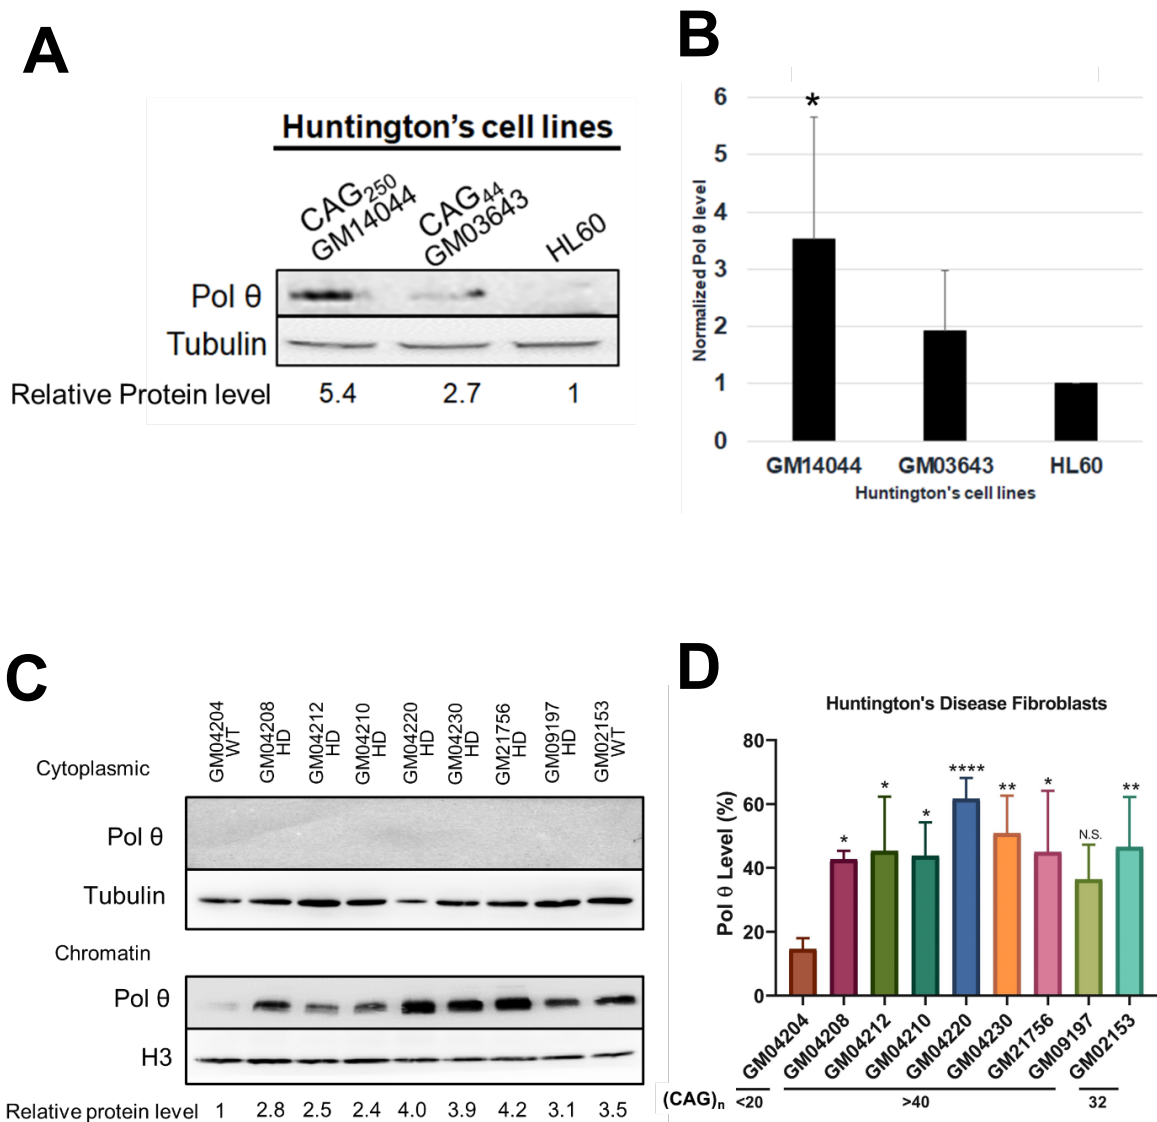 A
Huntington's cell lines
CAG250
GM14044
CAG44
GM03643
HL60
Pol θ
Tubulin
Relative Protein level 5.4 2.7 1
B
*
6
5
4
3
2
1
0
Normalized Pol θ level
GM14044 GM03643 HL60
Huntington's cell lines
C
GM04204
WT
GM04208
HD
GM04212
HD
GM04210
HD
GM04220
HD
GM04230
HD
GM21756
HD
GM09197
HD
GM02153
WT
Cytoplasmic
Pol θ
Tubulin
Chromatin
Pol θ
H3
Relative protein level 1 2.8 2.5 2.4 4.0 3.9 4.2 3.1 3.5
D
Huntington's Disease Fibroblasts
80
60
40
20
0
Pol θ Level (%)
* * * **** ** * N.S. **
GM04204
GM04208
GM04212
GM04210
GM04220
GM04230
GM21756
GM09197
GM02153
(CAG)n <20 >40 32